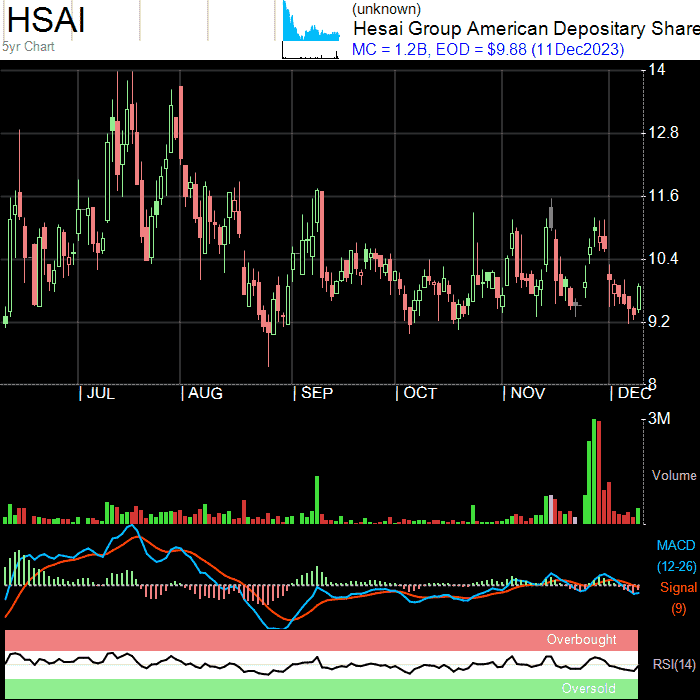 HSAI
5yr Chart
(unknown)
Hesai Group American Depositary Share
MC = 1.2B, EOD = $9.88 (11Dec2023)
14
12.8
11.6
10.4
9.2
8
JUL AUG SEP OCT NOV DEC
3M
Volume
MACD
(12-26)
Signal
(9)
Overbought
RSI(14)
Oversold